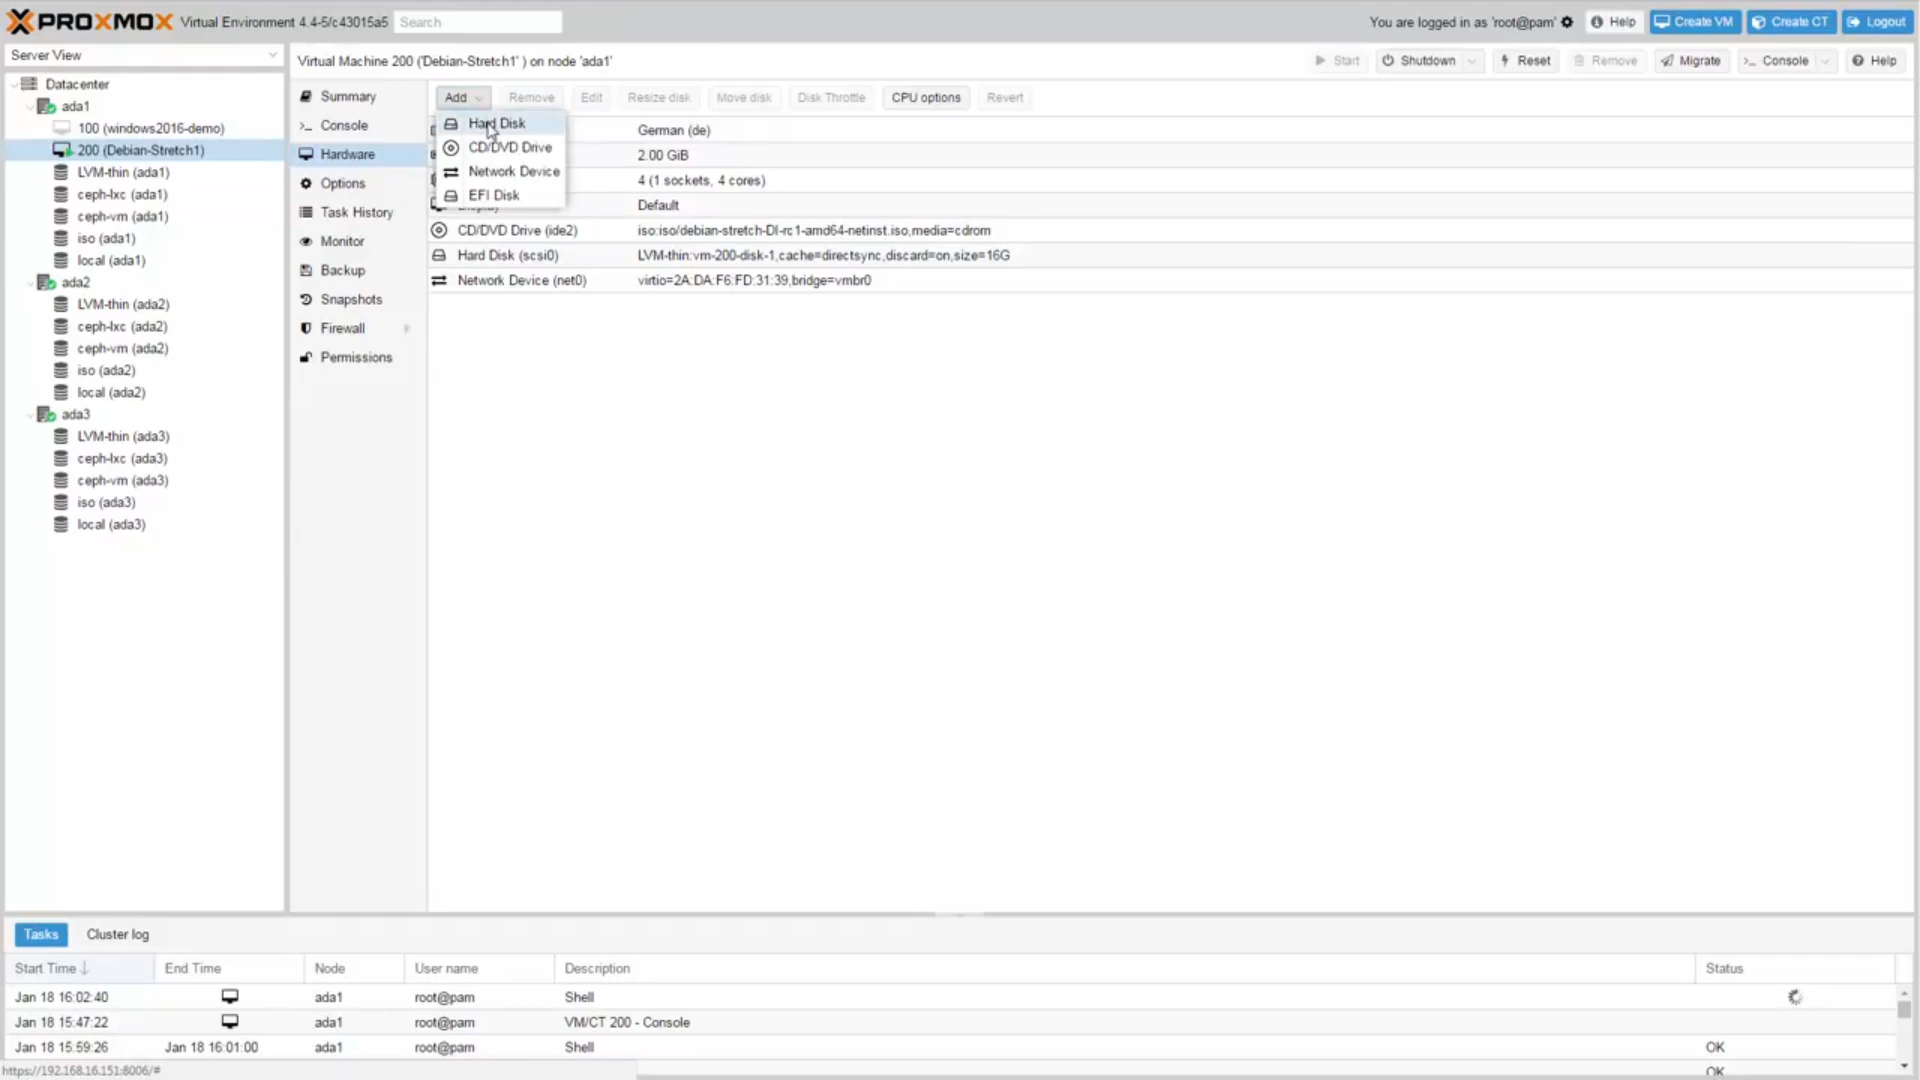 PROXMOX Virtual Environment 4.4-5/c43015a5 Search You are logged in as 'root@pam' Help Create VM Create CT Logout
Server View
Virtual Machine 200 ('Debian-Stretch1' ) on node 'ada1' Start Shutdown Reset Remove Migrate >_ Console Help
Datacenter
ada1
100 (windows2016-demo)
200 (Debian-Stretch1)
LVM-thin (ada1)
ceph-lxc (ada1)
ceph-vm (ada1)
iso (ada1)
local (ada1)
ada2
LVM-thin (ada2)
ceph-lxc (ada2)
ceph-vm (ada2)
iso (ada2)
local (ada2)
ada3
LVM-thin (ada3)
ceph-lxc (ada3)
ceph-vm (ada3)
iso (ada3)
local (ada3)
Summary
>_ Console
Hardware
Options
Task History
Monitor
Backup
Snapshots
Firewall
Permissions
Add Remove Edit Resize disk Move disk Disk Throttle CPU options Revert
Hard Disk
CD/DVD Drive
Network Device
EFI Disk
German (de)
2.00 GiB
4 (1 sockets, 4 cores)
Display Default
CD/DVD Drive (ide2) iso:iso/debian-stretch-DI-rc1-amd64-netinst.iso,media=cdrom
Hard Disk (scsi0) LVM-thin:vm-200-disk-1,cache=directsync,discard=on,size=16G
Network Device (net0) virtio=2A:DA:F6:FD:31:39,bridge=vmbr0
Tasks Cluster log
Start Time End Time Node User name Description Status
Jan 18 16:02:40 ada1 root@pam Shell
Jan 18 15:47:22 ada1 root@pam VM/CT 200 - Console
Jan 18 15:59:26 Jan 18 16:01:00 ada1 root@pam Shell OK
OK
https://192.168.16.151:8006/#